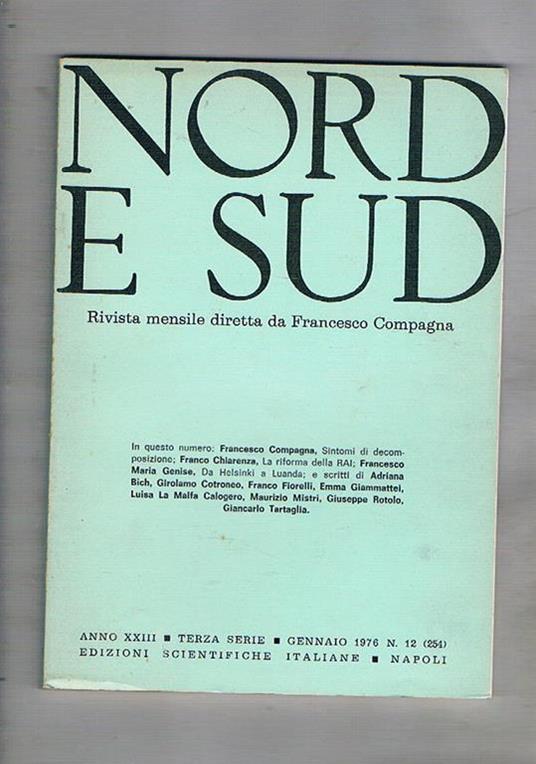 NORD
E SUD
Rivista mensile diretta da Francesco Compagna
In questo numero: Francesco Compagna, Sintomi di decom-
posizione; Franco Chiarenza, La riforma della RAI; Francesco
Maria Genise, Da Helsinki a Luanda; e scritti di Adriana
Bich, Girolamo Cotroneo, Franco Fiorelli, Emma Giammattei,
Luisa La Malfa Calogero, Maurizio Mistri, Giuseppe Rotolo,
Giancarlo Tartaglia.
ANNO XXIII ■ TERZA SERIE ■ GENNAIO 1976 N. 12 (254)
EDIZIONI SCIENTIFICHE ITALIANE ■ NAPOLI